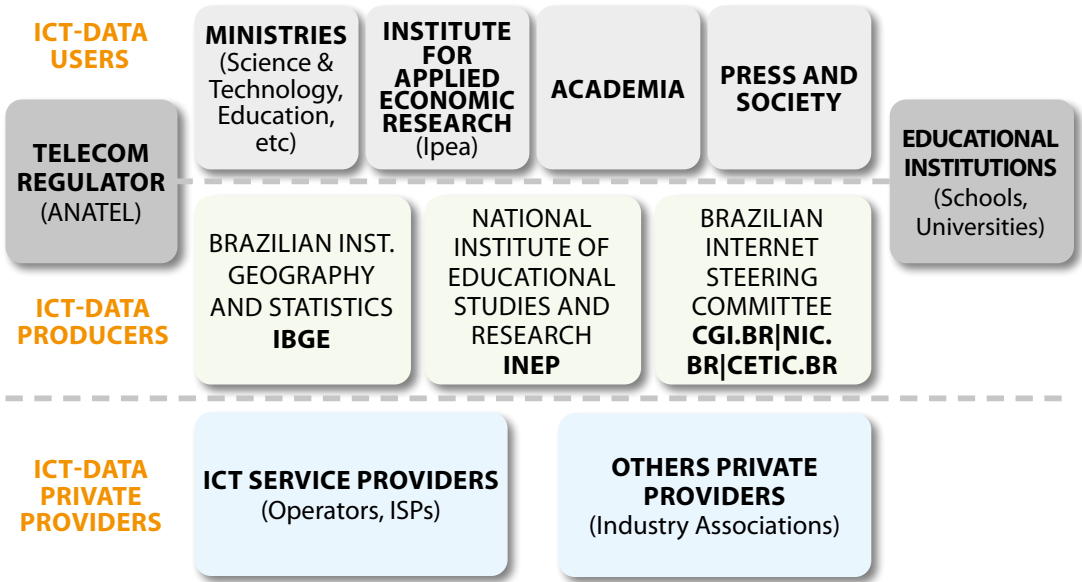 ICT-DATA
USERS
MINISTRIES
(Science &
Technology,
Education,
etc)
INSTITUTE
FOR
APPLIED
ECONOMIC
RESEARCH
(Ipea)
ACADEMIA
PRESS AND
SOCIETY
TELECOM
REGULATOR
(ANATEL)
EDUCATIONAL
INSTITUTIONS
(Schools,
Universities)
ICT-DATA
PRODUCERS
BRAZILIAN INST.
GEOGRAPHY
AND STATISTICS
IBGE
NATIONAL
INSTITUTE OF
EDUCATIONAL
STUDIES AND
RESEARCH
INEP
BRAZILIAN
INTERNET
STEERING
COMMITTEE
CGI.BR|NIC.
BR|CETIC.BR
ICT-DATA
PRIVATE
PROVIDERS
ICT SERVICE PROVIDERS
(Operators, ISPs)
OTHERS PRIVATE
PROVIDERS
(Industry Associations)